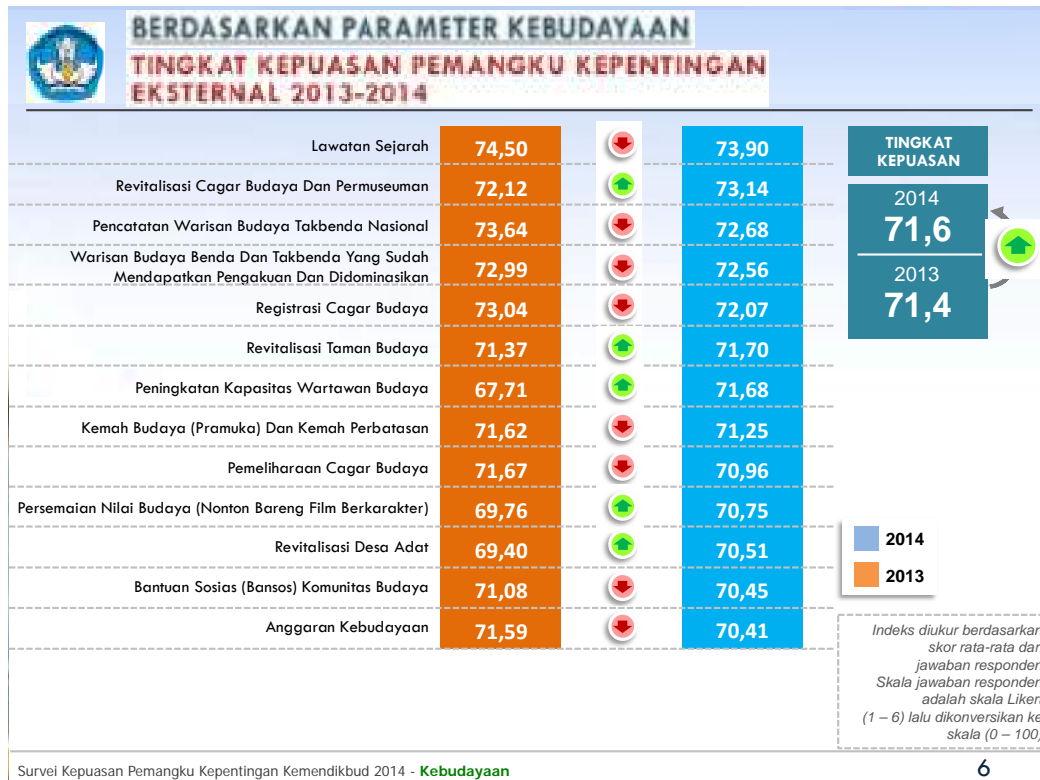 BERDASARKAN PARAMETER KEBUDAYAAN
TINGKAT KEPUASAN PEMANGKU KEPENTINGAN
EKSTERNAL 2013-2014
Lawatan Sejarah 74,50 73,90
Revitalisasi Cagar Budaya Dan Permuseuman 72,12 73,14
Pencatatan Warisan Budaya Takbenda Nasional 73,64 72,68
Warisan Budaya Benda Dan Takbenda Yang Sudah
Mendapatkan Pengakuan Dan Didominasikan 72,99 72,56
Registrasi Cagar Budaya 73,04 72,07
Revitalisasi Taman Budaya 71,37 71,70
Peningkatan Kapasitas Wartawan Budaya 67,71 71,68
Kemah Budaya (Pramuka) Dan Kemah Perbatasan 71,62 71,25
Pemeliharaan Cagar Budaya 71,67 70,96
Persemaian Nilai Budaya (Nonton Bareng Film Berkarakter) 69,76 70,75
Revitalisasi Desa Adat 69,40 70,51
Bantuan Sosias (Bansos) Komunitas Budaya 71,08 70,45
Anggaran Kebudayaan 71,59 70,41
TINGKAT
KEPUASAN
2014
71,6
2013
71,4
2014
2013
Indeks diukur berdasarkan
skor rata-rata dar
jawaban responden
Skala jawaban responden
adalah skala Liker
(1 – 6) lalu dikonversikan ke
skala (0 – 100)
Survei Kepuasan Pemangku Kepentingan Kemendikbud 2014 - Kebudayaan
6